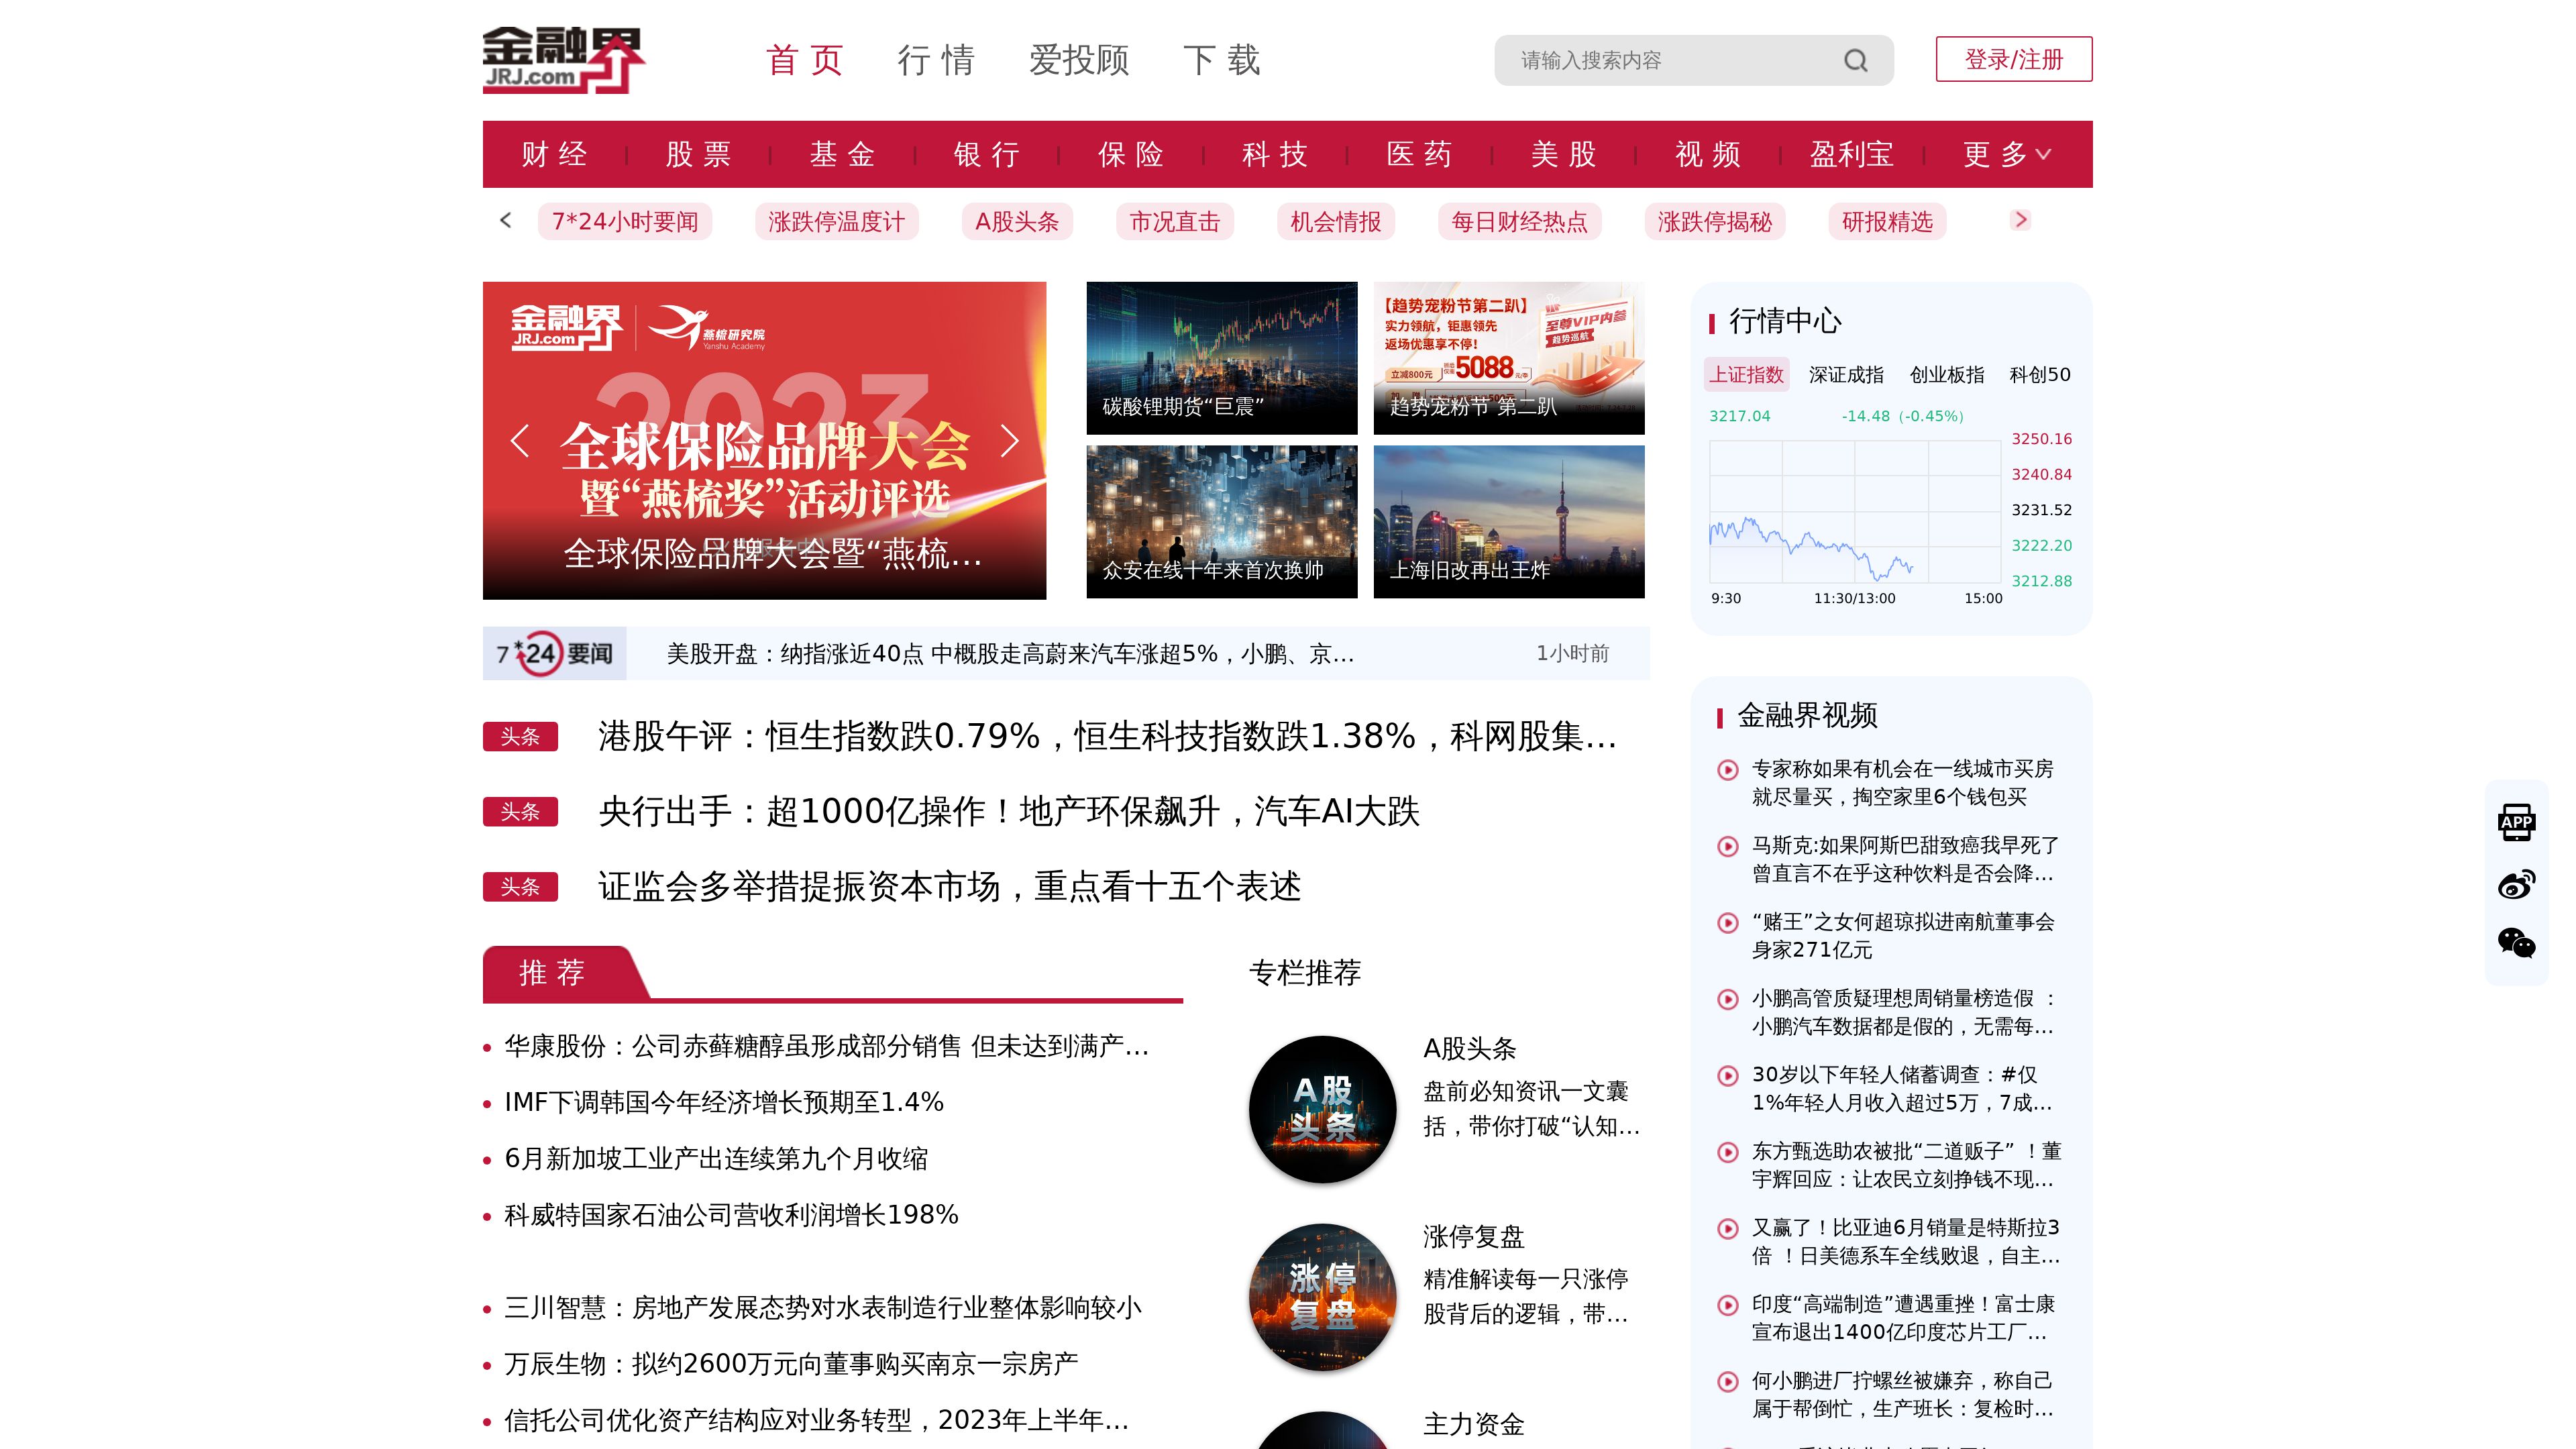 金融界
JRJ.com
首 页
行 情
爱投顾
下 载
请输入搜索内容
登录/注册
财 经
股 票
基 金
银 行
保 险
科 技
医 药
美 股
视 频
盈利宝
更 多
7*24小时要闻
涨跌停温度计
A股头条
市况直击
机会情报
每日财经热点
涨跌停揭秘
研报精选
金融界
JRJ.com
燕梳研究院
Yanshu Academy
2023
全球保险品牌大会
暨“燕梳奖”活动评选
全球保险品牌大会暨“燕梳...
碳酸锂期货“巨震”
【趋势宠粉节第二趴】
实力领航，钜惠领先
返场优惠享不停！
立减800元
5088
元/季
至尊VIP内参
趋势巡航
趋势宠粉节 第二趴
众安在线十年来首次换帅
上海旧改再出王炸
7*24要闻
美股开盘：纳指涨近40点 中概股走高蔚来汽车涨超5%，小鹏、京...
1小时前
头条
港股午评：恒生指数跌0.79%，恒生科技指数跌1.38%，科网股集...
头条
央行出手：超1000亿操作！地产环保飙升，汽车AI大跌
头条
证监会多举措提振资本市场，重点看十五个表述
推 荐
华康股份：公司赤藓糖醇虽形成部分销售 但未达到满产...
IMF下调韩国今年经济增长预期至1.4%
6月新加坡工业产出连续第九个月收缩
科威特国家石油公司营收利润增长198%
三川智慧：房地产发展态势对水表制造行业整体影响较小
万辰生物：拟约2600万元向董事购买南京一宗房产
信托公司优化资产结构应对业务转型，2023年上半年...
专栏推荐
A股
头条
A股头条
盘前必知资讯一文囊
括，带你打破“认知...
涨停
复盘
涨停复盘
精准解读每一只涨停
股背后的逻辑，带...
主力资金
行情中心
上证指数
深证成指
创业板指
科创50
3217.04
-14.48（-0.45%）
3250.16
3240.84
3231.52
3222.20
3212.88
9:30
11:30/13:00
15:00
金融界视频
专家称如果有机会在一线城市买房
就尽量买，掏空家里6个钱包买
马斯克:如果阿斯巴甜致癌我早死了
曾直言不在乎这种饮料是否会降...
“赌王”之女何超琼拟进南航董事会
身家271亿元
小鹏高管质疑理想周销量榜造假 ：
小鹏汽车数据都是假的，无需每...
30岁以下年轻人储蓄调查：#仅
1%年轻人月收入超过5万，7成...
东方甄选助农被批“二道贩子” ！董
宇辉回应：让农民立刻挣钱不现...
又赢了！比亚迪6月销量是特斯拉3
倍 ！日美德系车全线败退，自主...
印度“高端制造”遭遇重挫！富士康
宣布退出1400亿印度芯片工厂...
何小鹏进厂拧螺丝被嫌弃，称自己
属于帮倒忙，生产班长：复检时...
APP